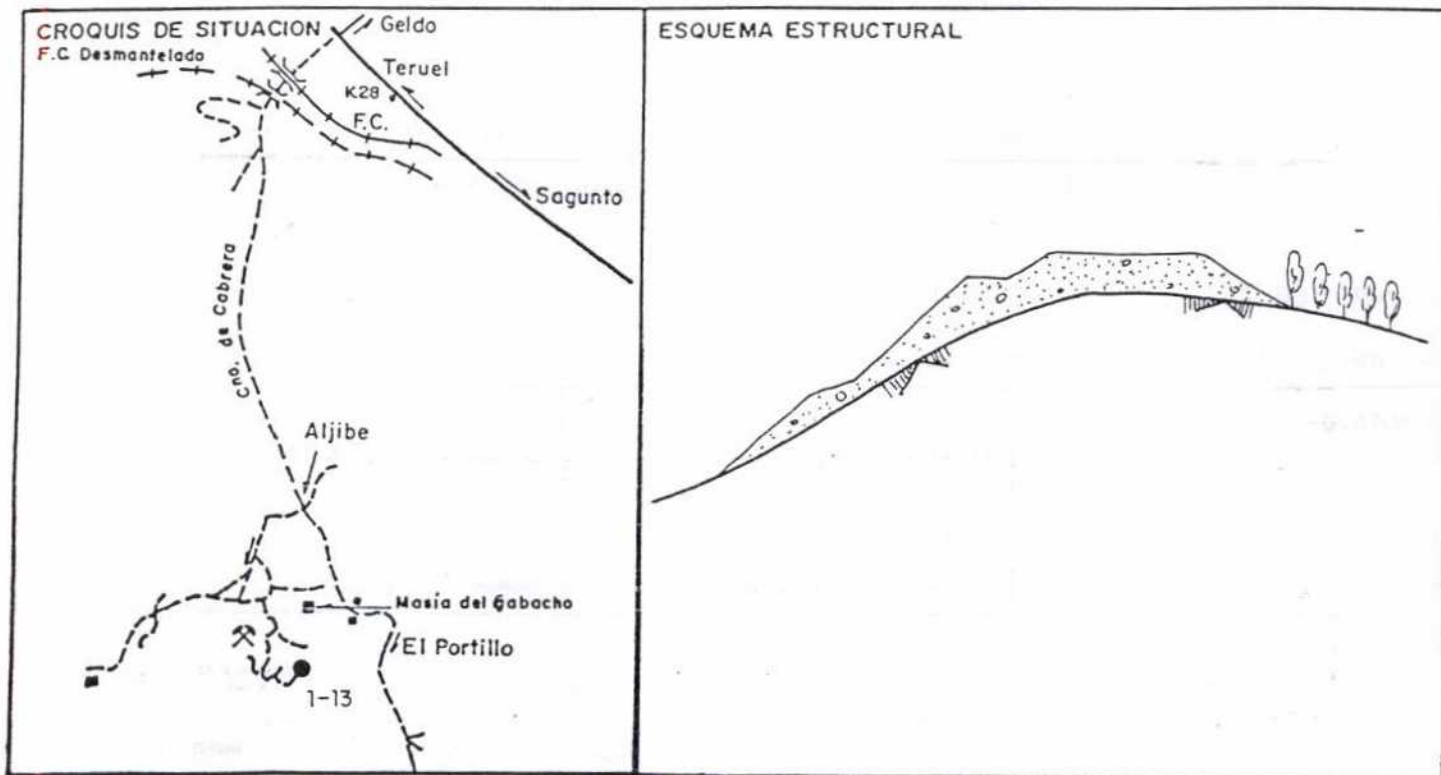 CROQUIS DE SITUACION
F.C. Desmantelado
Geldo
Teruel
K28
F.C.
Sagunto
Cno. de Cabrera
Aljibe
Masía del Gabacho
El Portillo
1-13
ESQUEMA ESTRUCTURAL